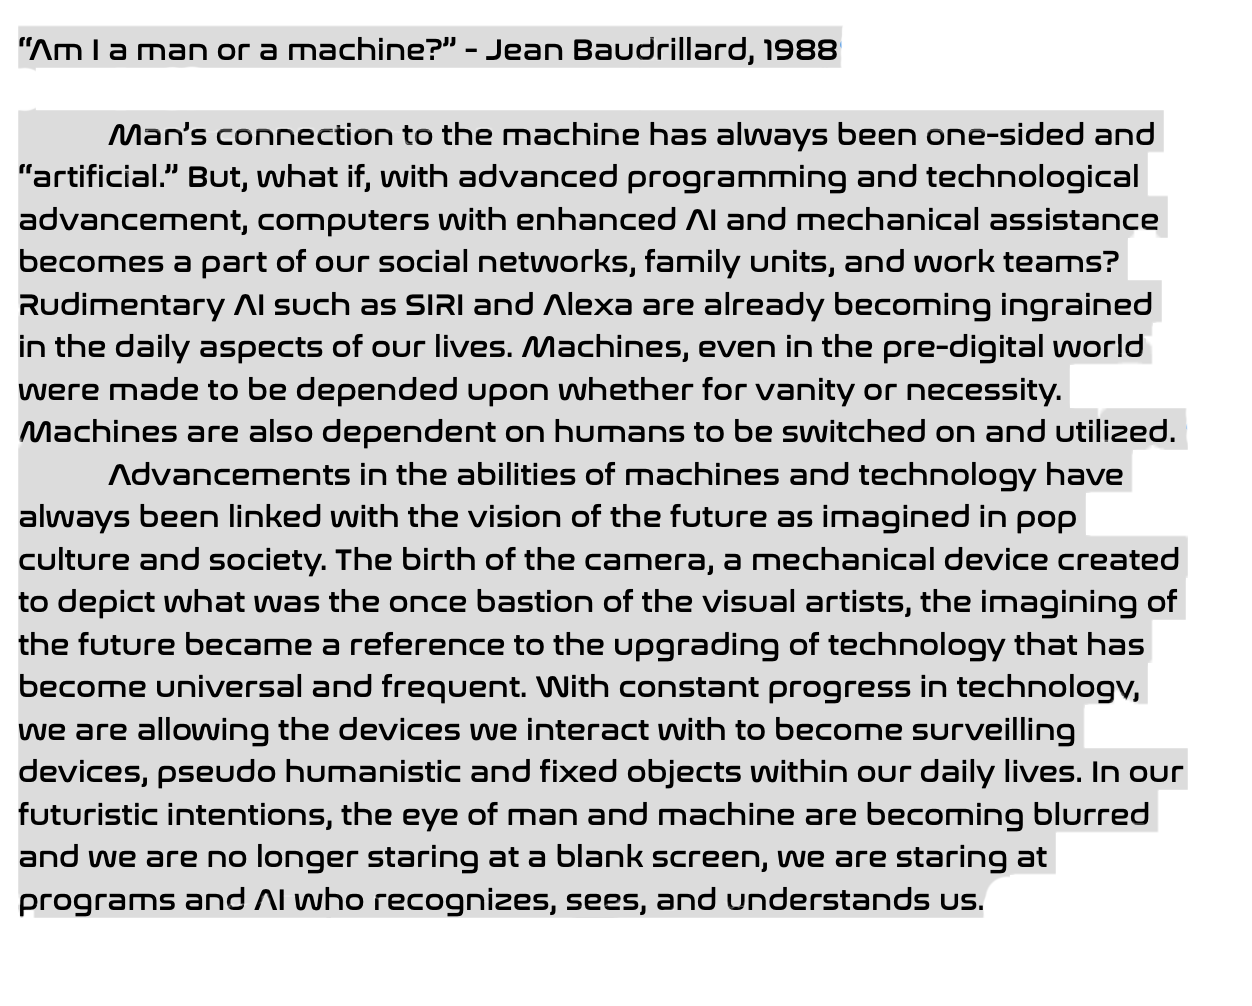 “Am I a man or a machine?” - Jean Baudrillard, 1988
Man’s connection to the machine has always been one-sided and
“artificial.” But, what if, with advanced programming and technological
advancement, computers with enhanced AI and mechanical assistance
becomes a part of our social networks, family units, and work teams?
Rudimentary AI such as SIRI and Alexa are already becoming ingrained
in the daily aspects of our lives. Machines, even in the pre-digital world
were made to be depended upon whether for vanity or necessity.
Machines are also dependent on humans to be switched on and utilized.
Advancements in the abilities of machines and technology have
always been linked with the vision of the future as imagined in pop
culture and society. The birth of the camera, a mechanical device created
to depict what was the once bastion of the visual artists, the imagining of
the future became a reference to the upgrading of technology that has
become universal and frequent. With constant progress in technology,
we are allowing the devices we interact with to become surveilling
devices, pseudo humanistic and fixed objects within our daily lives. In our
futuristic intentions, the eye of man and machine are becoming blurred
and we are no longer staring at a blank screen, we are staring at
programs and AI who recognizes, sees, and understands us.